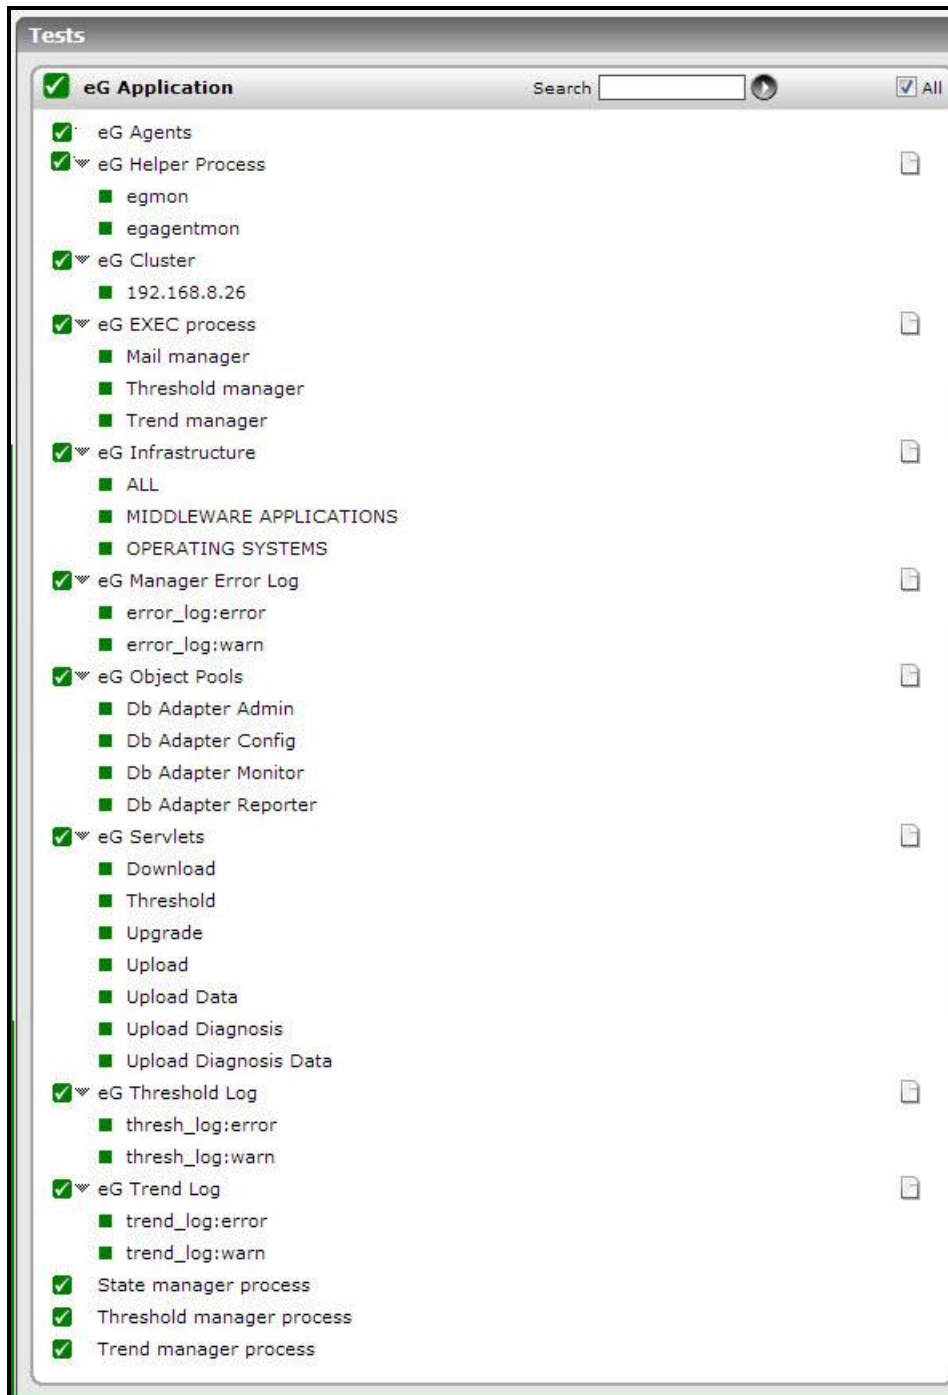 Tests
eG Application Search All
eG Agents
eG Helper Process
egmon
egagentmon
eG Cluster
192.168.8.26
eG EXEC process
Mail manager
Threshold manager
Trend manager
eG Infrastructure
ALL
MIDDLEWARE APPLICATIONS
OPERATING SYSTEMS
eG Manager Error Log
error_log:error
error_log:warn
eG Object Pools
Db Adapter Admin
Db Adapter Config
Db Adapter Monitor
Db Adapter Reporter
eG Servlets
Download
Threshold
Upgrade
Upload
Upload Data
Upload Diagnosis
Upload Diagnosis Data
eG Threshold Log
thresh_log:error
thresh_log:warn
eG Trend Log
trend_log:error
trend_log:warn
State manager process
Threshold manager process
Trend manager process